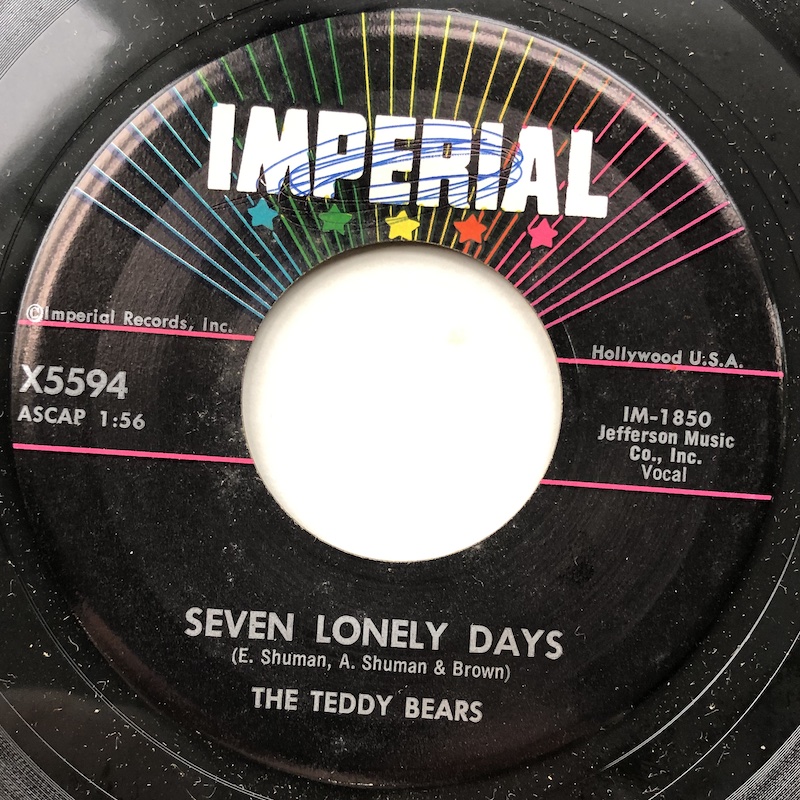 IMPERIAL
©Imperial Records, Inc.
X5594
ASCAP 1:56
Hollywood U.S.A.
IM-1850
Jefferson Music
Co., Inc.
Vocal
SEVEN LONELY DAYS
(E. Shuman, A. Shuman & Brown)
THE TEDDY BEARS